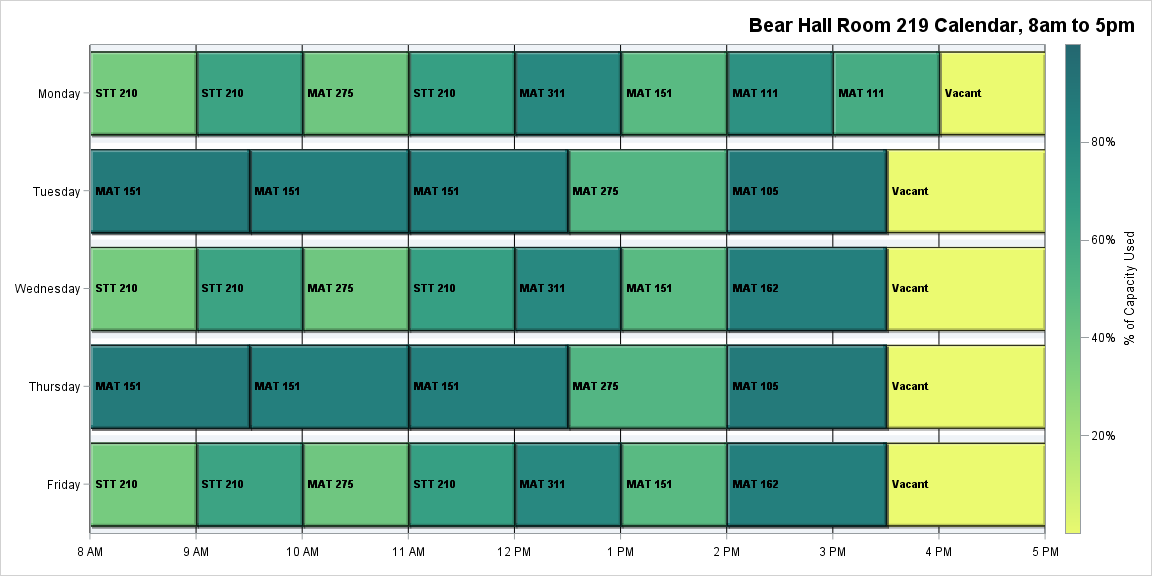 Bear Hall Room 219 Calendar, 8am to 5pm
Monday
STT 210
STT 210
MAT 275
STT 210
MAT 311
MAT 151
MAT 111
MAT 111
Vacant
Tuesday
MAT 151
MAT 151
MAT 151
MAT 275
MAT 105
Vacant
Wednesday
STT 210
STT 210
MAT 275
STT 210
MAT 311
MAT 151
MAT 162
Vacant
Thursday
MAT 151
MAT 151
MAT 151
MAT 275
MAT 105
Vacant
Friday
STT 210
STT 210
MAT 275
STT 210
MAT 311
MAT 151
MAT 162
Vacant
8 AM
9 AM
10 AM
11 AM
12 PM
1 PM
2 PM
3 PM
4 PM
5 PM
80%
60%
40%
20%
% of Capacity Used